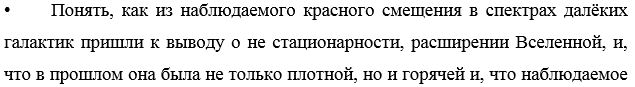 • Понять, как из наблюдаемого красного смещения в спектрах далёких
галактик пришли к выводу о не стационарности, расширении Вселенной, и,
что в прошлом она была не только плотной, но и горячей и, что наблюдаемое